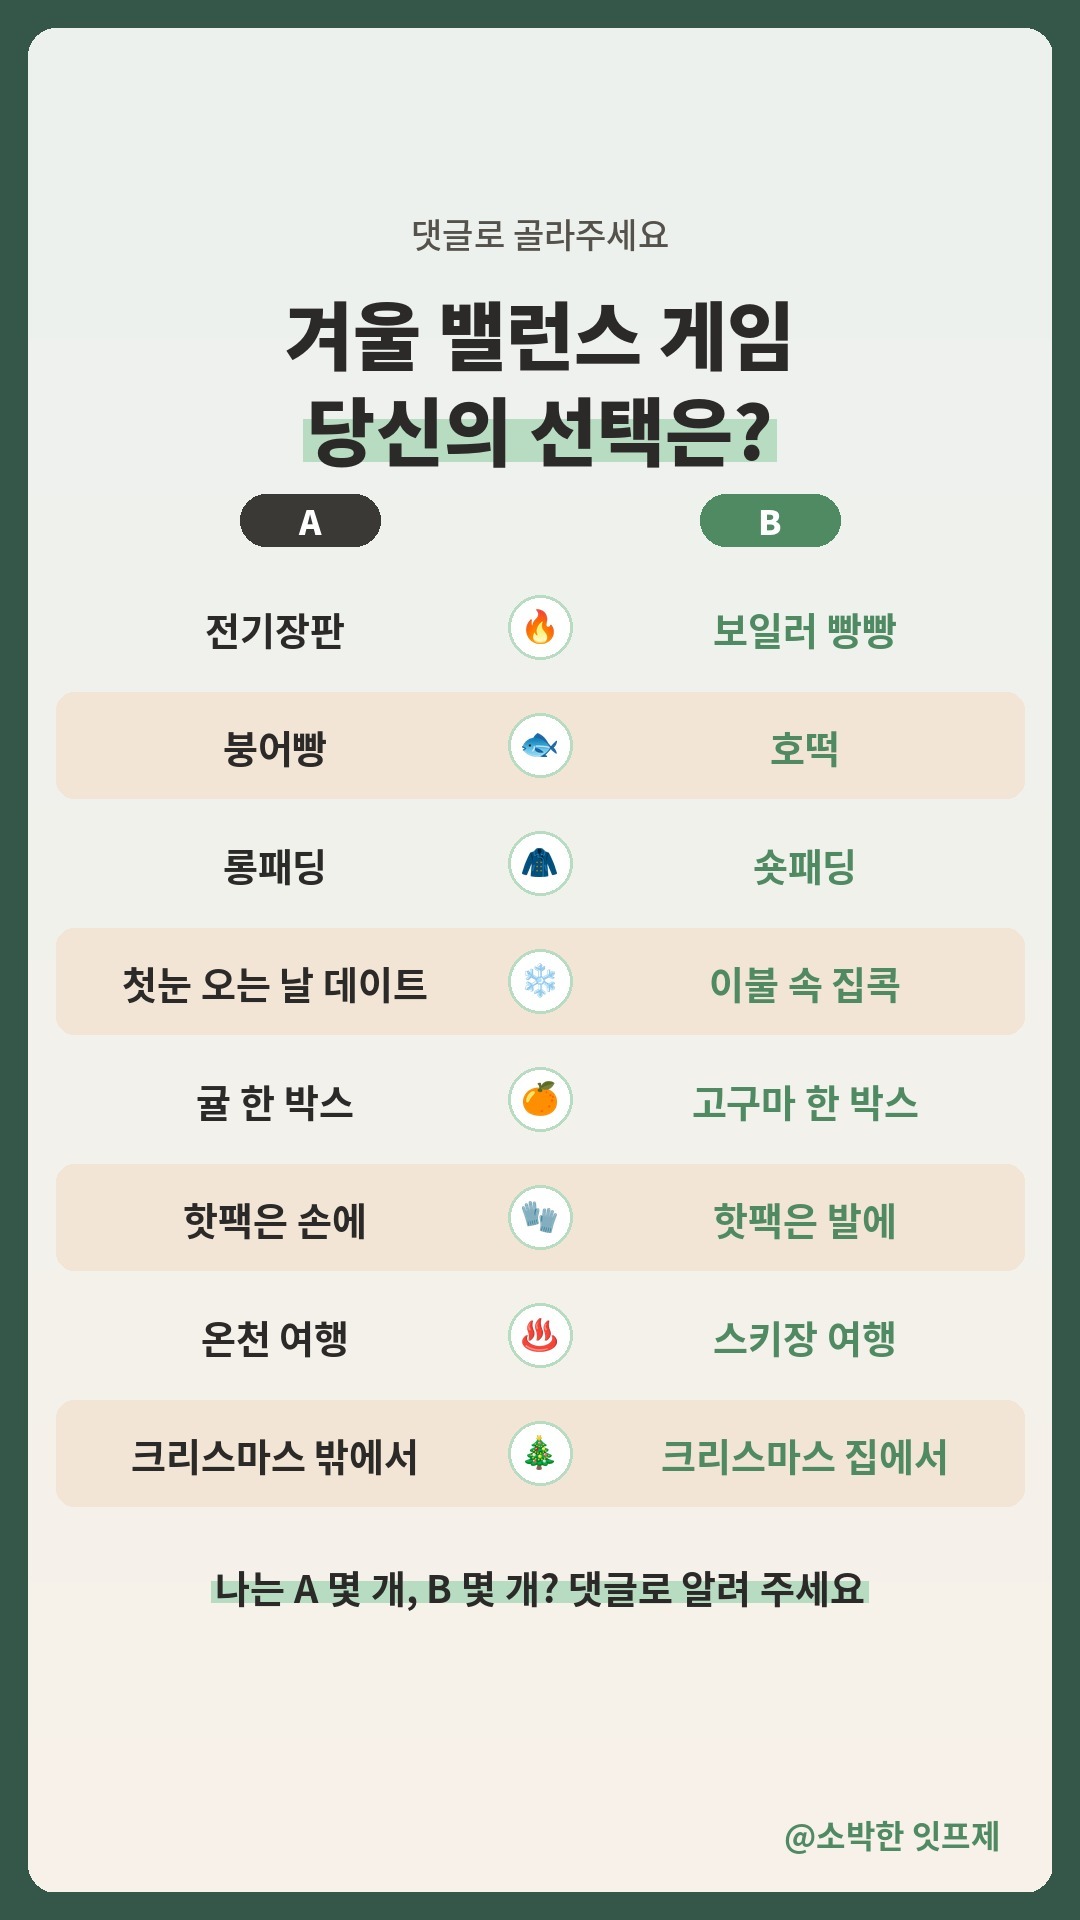 댓글로 골라주세요
겨울 밸런스 게임
당신의 선택은?
A B
전기장판 보일러 빵빵
붕어빵 호떡
롱패딩 숏패딩
첫눈 오는 날 데이트 이불 속 집콕
귤 한 박스 고구마 한 박스
핫팩은 손에 핫팩은 발에
온천 여행 스키장 여행
크리스마스 밖에서 크리스마스 집에서
나는 A 몇 개, B 몇 개? 댓글로 알려 주세요
@소박한 잇프제